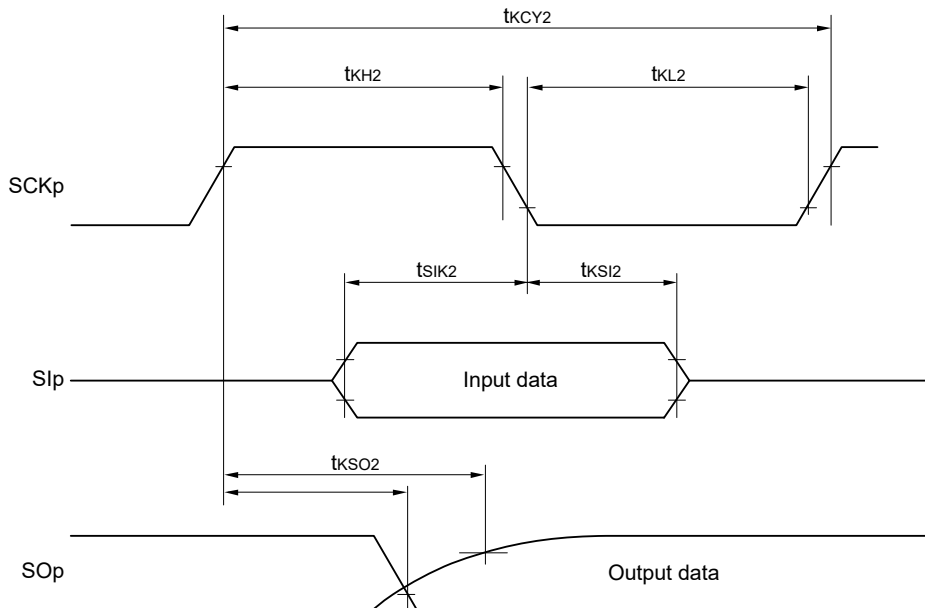 tKCY2
tKH2
tKL2
SCKp
tSIK2
tKSI2
SIp
Input data
tKSO2
SOp
Output data